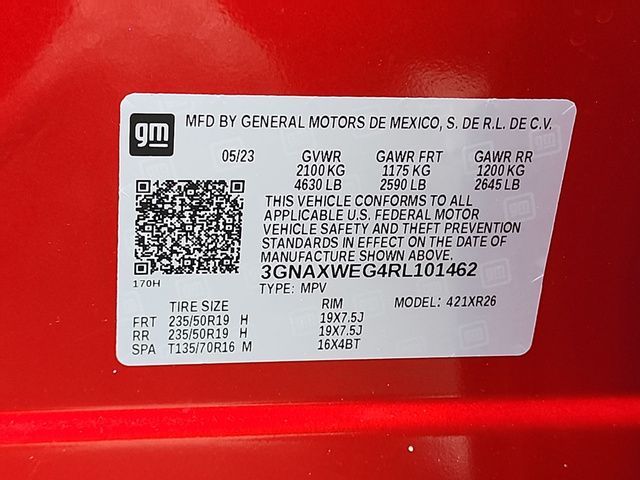 gm MFD BY GENERAL MOTORS DE MEXICO, S. DE R.L. DE C.V.
05/23 GVWR GAWR FRT GAWR RR
2100 KG 1175 KG 1200 KG
4630 LB 2590 LB 2645 LB
THIS VEHICLE CONFORMS TO ALL
APPLICABLE U.S. FEDERAL MOTOR
VEHICLE SAFETY AND THEFT PREVENTION
STANDARDS IN EFFECT ON THE DATE OF
MANUFACTURE SHOWN ABOVE.
3GNAXWEG4RL101462
170H
TYPE: MPV
TIRE SIZE RIM MODEL: 421XR26
FRT 235/50R19 H 19X7.5J
RR 235/50R19 H 19X7.5J
SPA T135/70R16 M 16X4BT